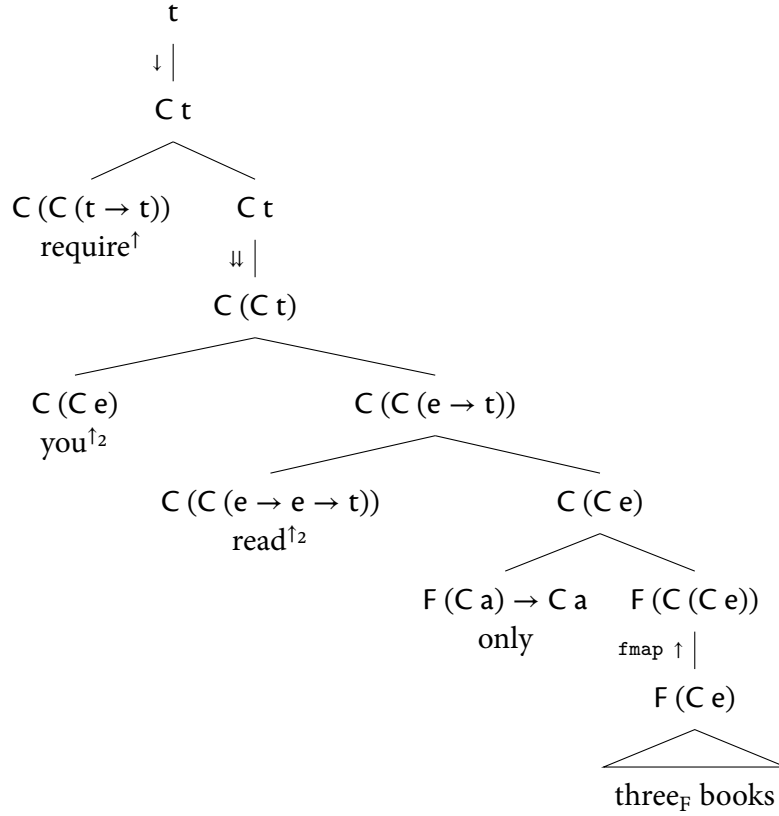 t
↓
C t
C (C (t → t)) C t
require↑
⇊
C (C t)
C (C e) C (C (e → t))
you↑2
C (C (e → e → t)) C (C e)
read↑2
F (C a) → C a F (C (C e))
only
fmap ↑
F (C e)
threeF books